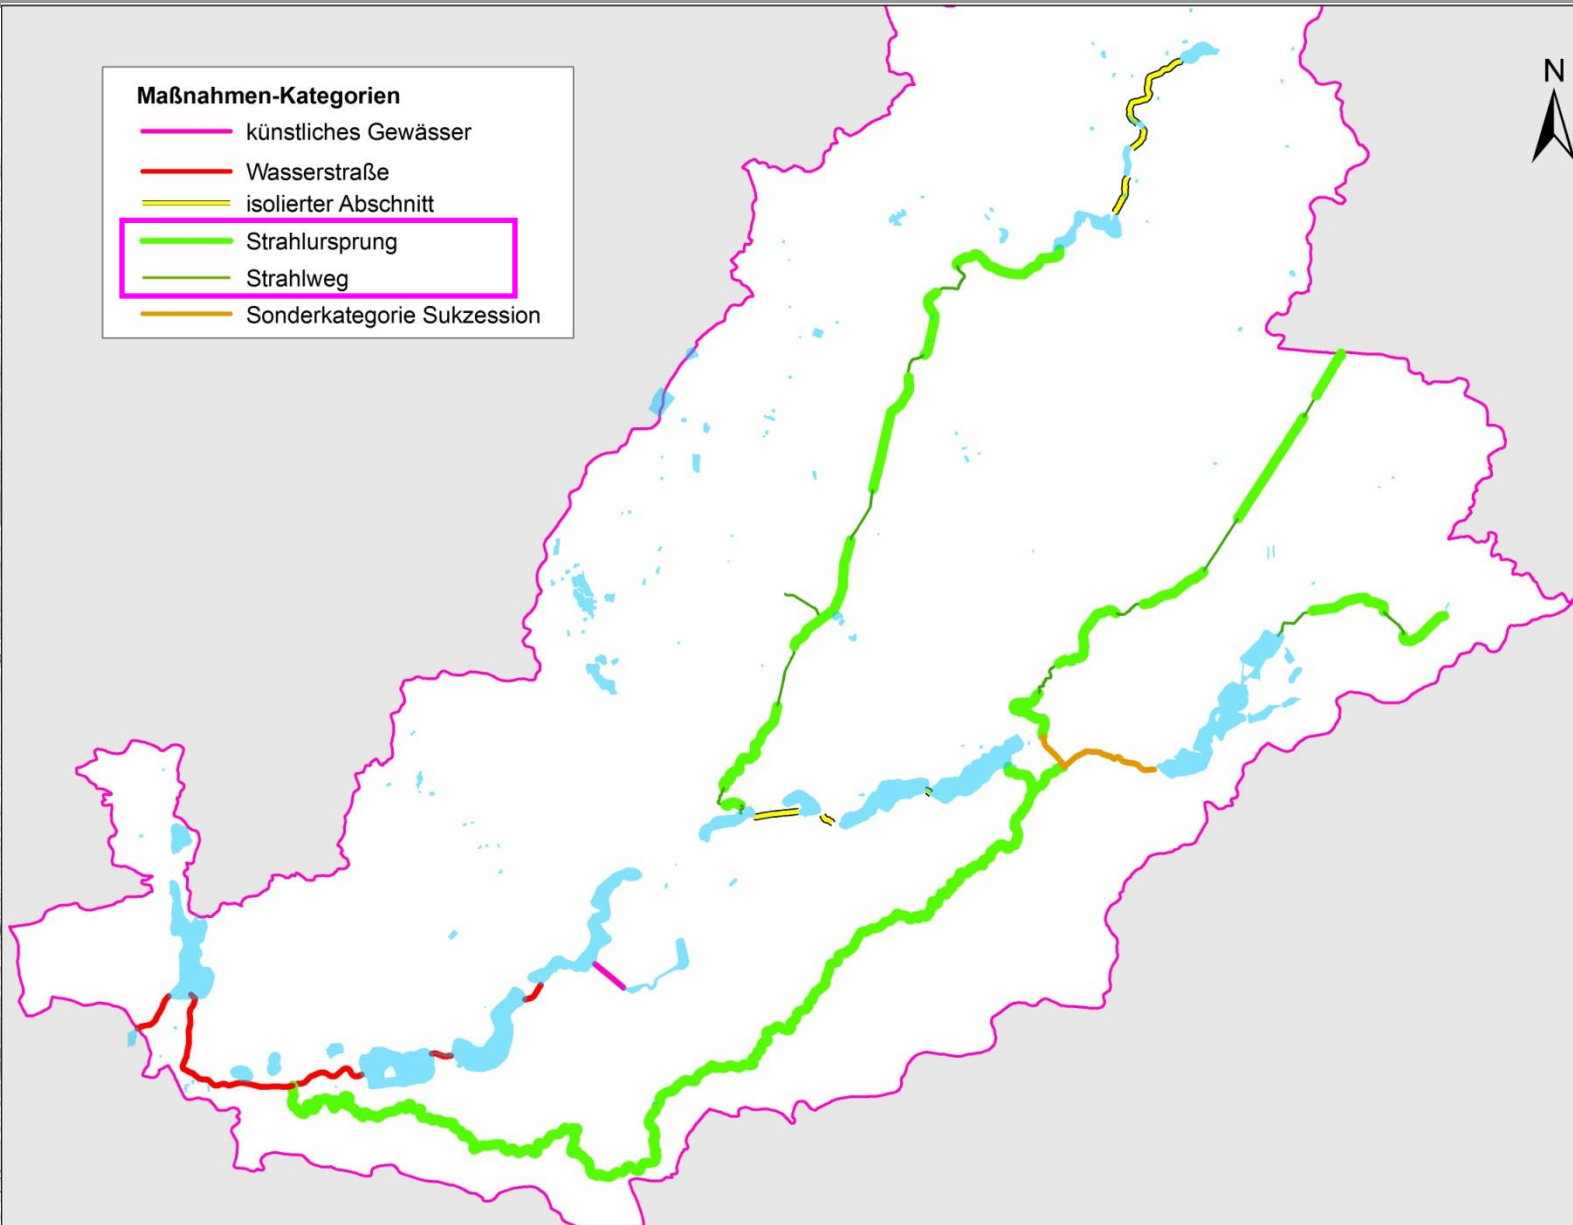 Maßnahmen-Kategorien
künstliches Gewässer
Wasserstraße
isolierter Abschnitt
Strahlursprung
Strahlweg
Sonderkategorie Sukzession
N